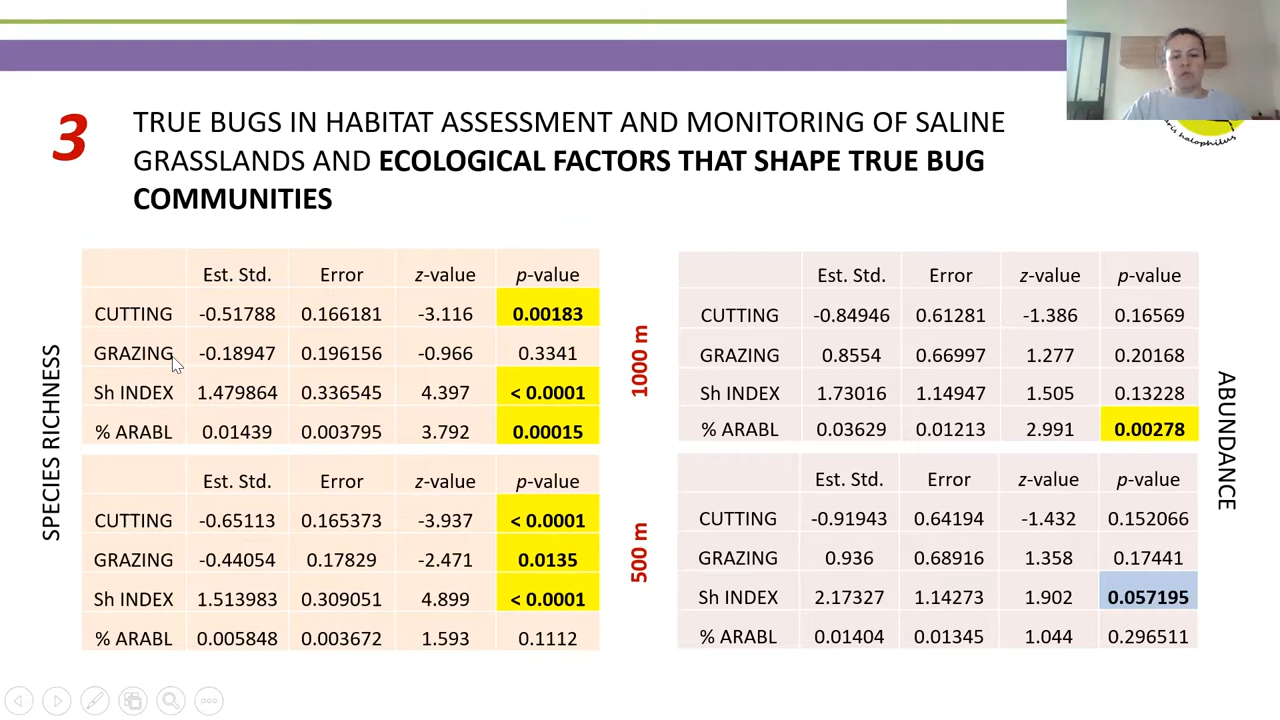 3
TRUE BUGS IN HABITAT ASSESSMENT AND MONITORING OF SALINE
GRASSLANDS AND ECOLOGICAL FACTORS THAT SHAPE TRUE BUG
COMMUNITIES
halophilus
SPECIES RICHNESS
Est. Std. Error z-value p-value
CUTTING -0.51788 0.166181 -3.116 0.00183
GRAZING -0.18947 0.196156 -0.966 0.3341
Sh INDEX 1.479864 0.336545 4.397 < 0.0001
% ARABL 0.01439 0.003795 3.792 0.00015
Est. Std. Error z-value p-value
CUTTING -0.65113 0.165373 -3.937 < 0.0001
GRAZING -0.44054 0.17829 -2.471 0.0135
Sh INDEX 1.513983 0.309051 4.899 < 0.0001
% ARABL 0.005848 0.003672 1.593 0.1112
1000 m
500 m
Est. Std. Error z-value p-value
CUTTING -0.84946 0.61281 -1.386 0.16569
GRAZING 0.8554 0.66997 1.277 0.20168
Sh INDEX 1.73016 1.14947 1.505 0.13228
% ARABL 0.03629 0.01213 2.991 0.00278
Est. Std. Error z-value p-value
CUTTING -0.91943 0.64194 -1.432 0.152066
GRAZING 0.936 0.68916 1.358 0.17441
Sh INDEX 2.17327 1.14273 1.902 0.057195
% ARABL 0.01404 0.01345 1.044 0.296511
ABUNDANCE